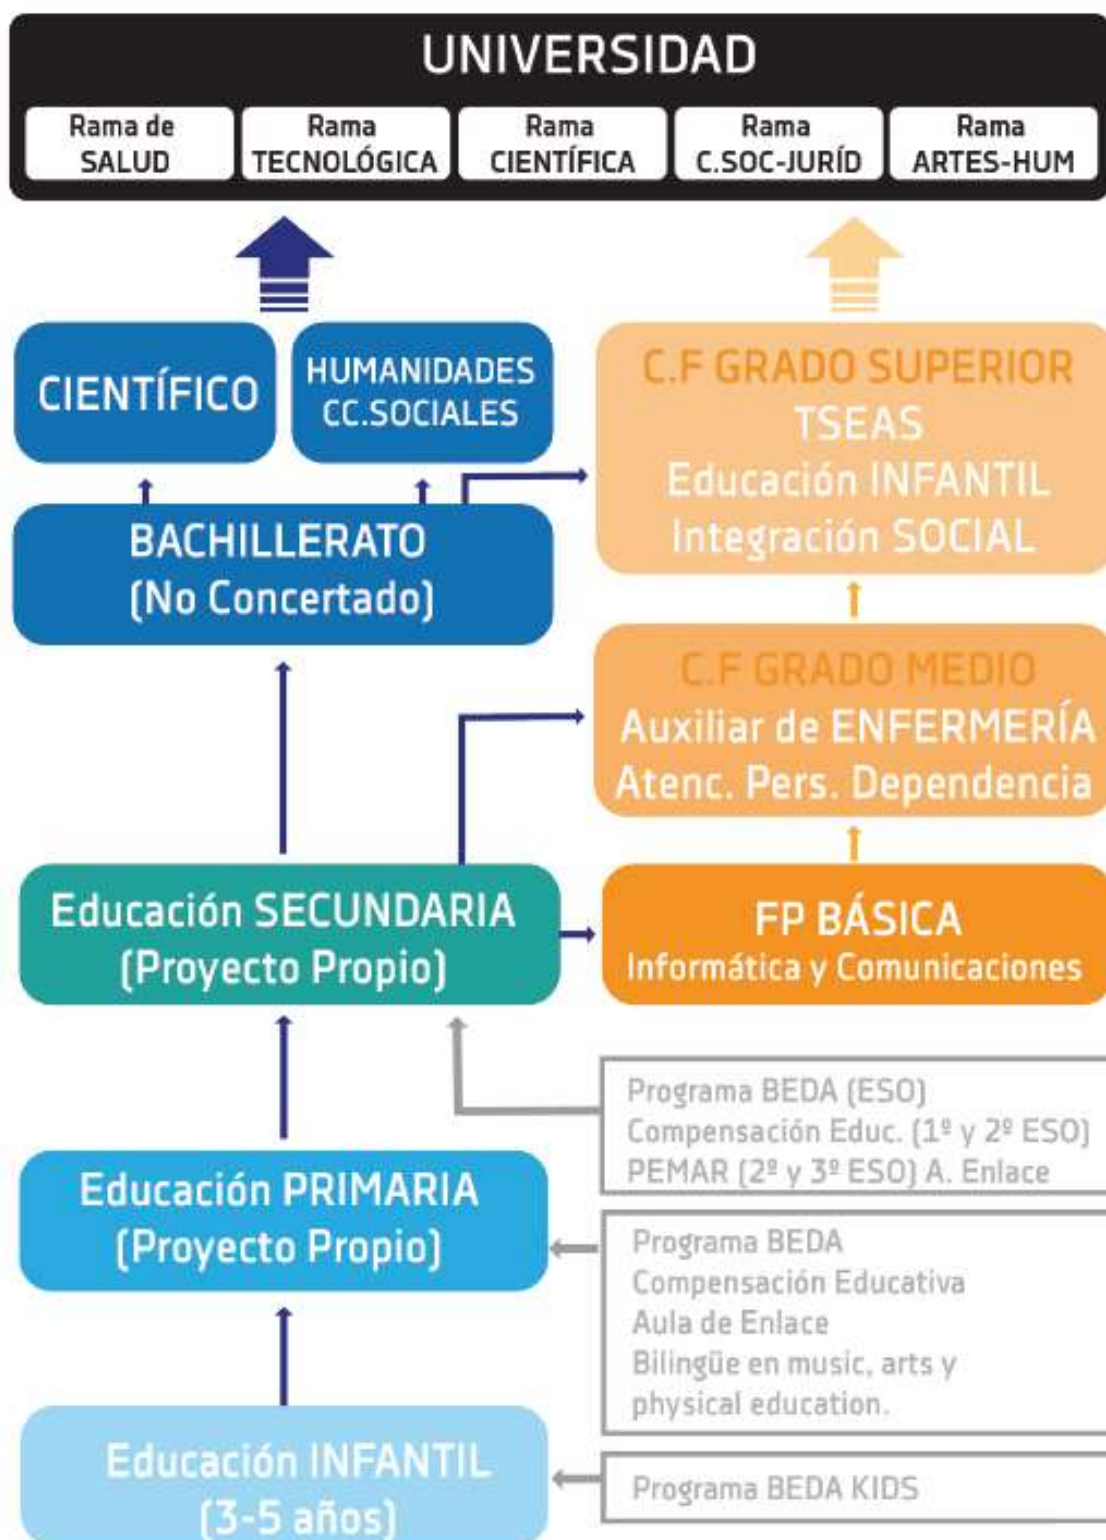 UNIVERSIDAD
Rama de
SALUD
Rama
TECNOLÓGICA
Rama
CIENTÍFICA
Rama
C.SOC-JURÍD
Rama
ARTES-HUM
CIENTÍFICO
HUMANIDADES
CC.SOCIALES
C.F GRADO SUPERIOR
TSEAS
Educación INFANTIL
Integración SOCIAL
BACHILLERATO
(No Concertado)
C.F GRADO MEDIO
Auxiliar de ENFERMERÍA
Atenc. Pers. Dependencia
Educación SECUNDARIA
(Proyecto Propio)
FP BÁSICA
Informática y Comunicaciones
Programa BEDA (ESO)
Compensación Educ. (1º y 2º ESO)
PEMAR (2º y 3º ESO) A. Enlace
Educación PRIMARIA
(Proyecto Propio)
Programa BEDA
Compensación Educativa
Aula de Enlace
Bilingüe en music, arts y
physical education.
Educación INFANTIL
(3-5 años)
Programa BEDA KIDS